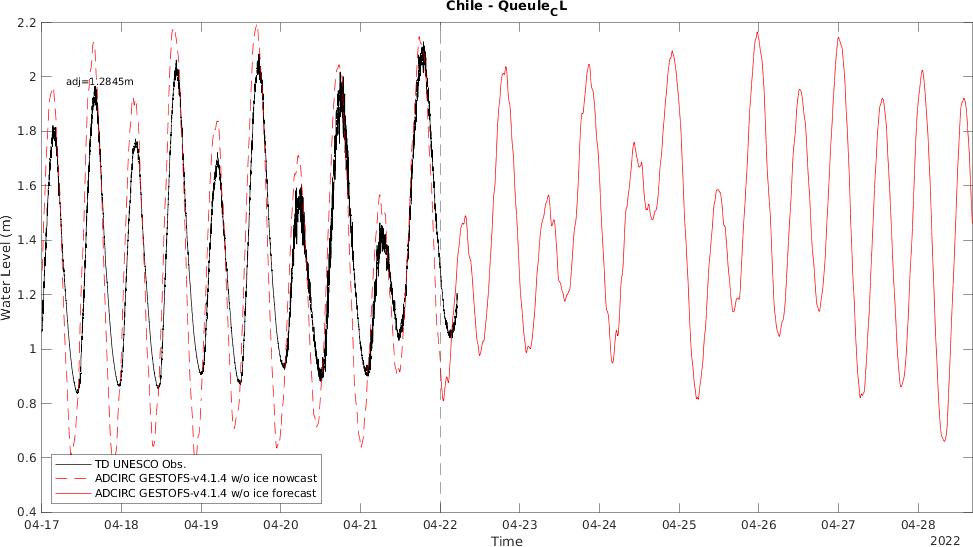 Chile - Queule_CL
2.2
2
1.8
1.6
1.4
1.2
1
0.8
0.6
0.4
Water Level (m)
adj=1.2845m
TD UNESCO Obs.
ADCIRC GESTOFS-v4.1.4 w/o ice nowcast
ADCIRC GESTOFS-v4.1.4 w/o ice forecast
04-17 04-18 04-19 04-20 04-21 04-22 04-23 04-24 04-25 04-26 04-27 04-28
Time
2022